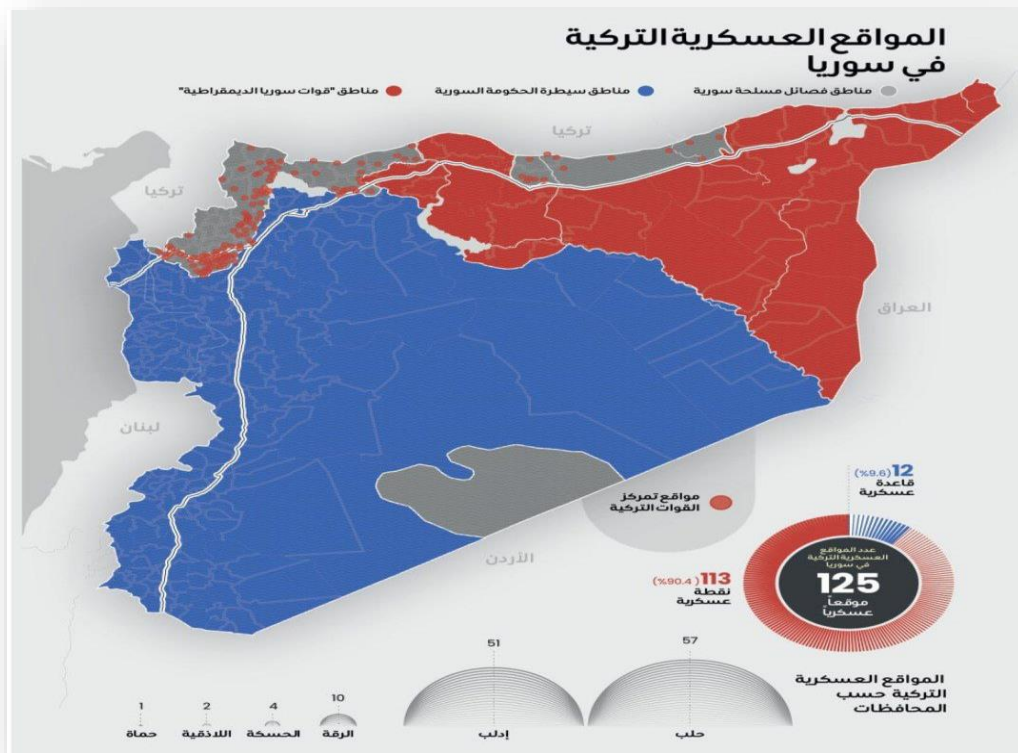 المواقع العسكرية التركية
في سوريا
مناطق فصائل مسلحة سورية
مناطق سيطرة الحكومة السورية
مناطق "قوات سوريا الديمقراطية"
تركيا
تركيا
العراق
لبنان
الأردن
مواقع تمركز
القوات التركية
12 (9.6%)
قاعدة
عسكرية
عدد المواقع
العسكرية التركية
في سوريا
125
موقعاً
عسكرياً
113 (90.4%)
نقطة
عسكرية
المواقع العسكرية
التركية حسب
المحافظات
57
حلب
51
إدلب
10
الرقة
4
الحسكة
2
اللاذقية
1
حماة